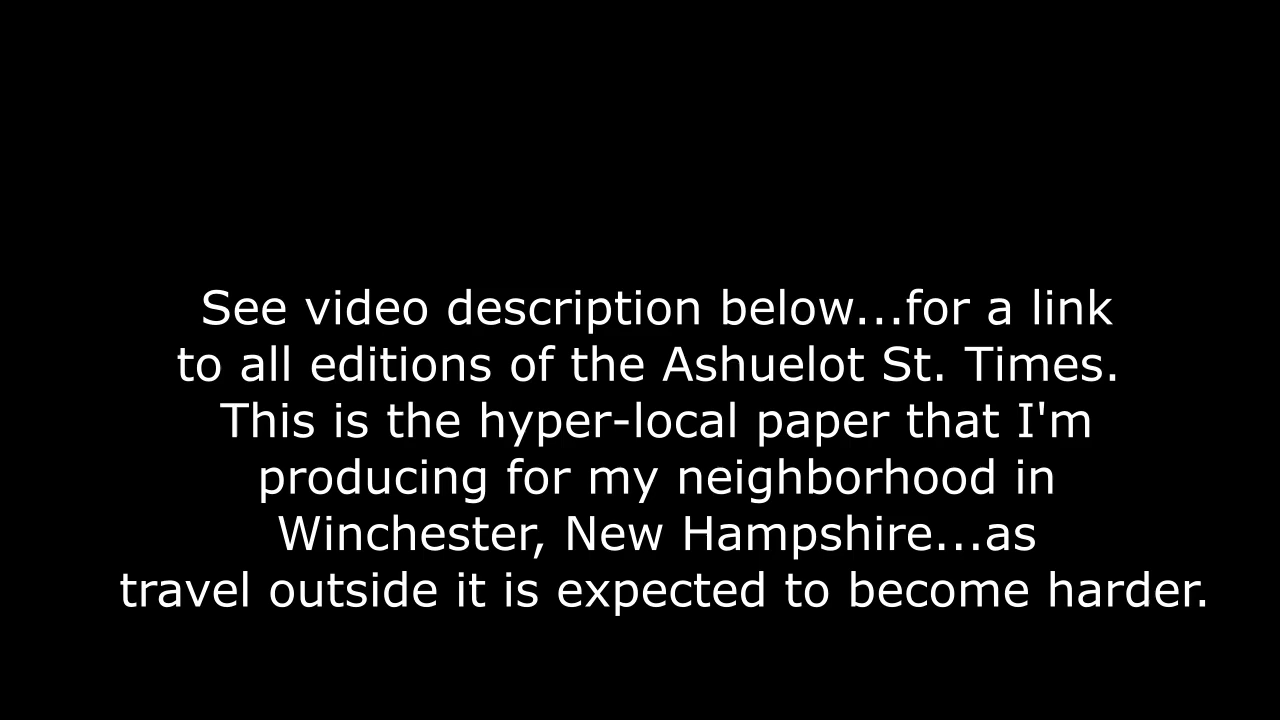 See video description below...for a link
to all editions of the Ashuelot St. Times.
This is the hyper-local paper that I'm
producing for my neighborhood in
Winchester, New Hampshire...as
travel outside it is expected to become harder.